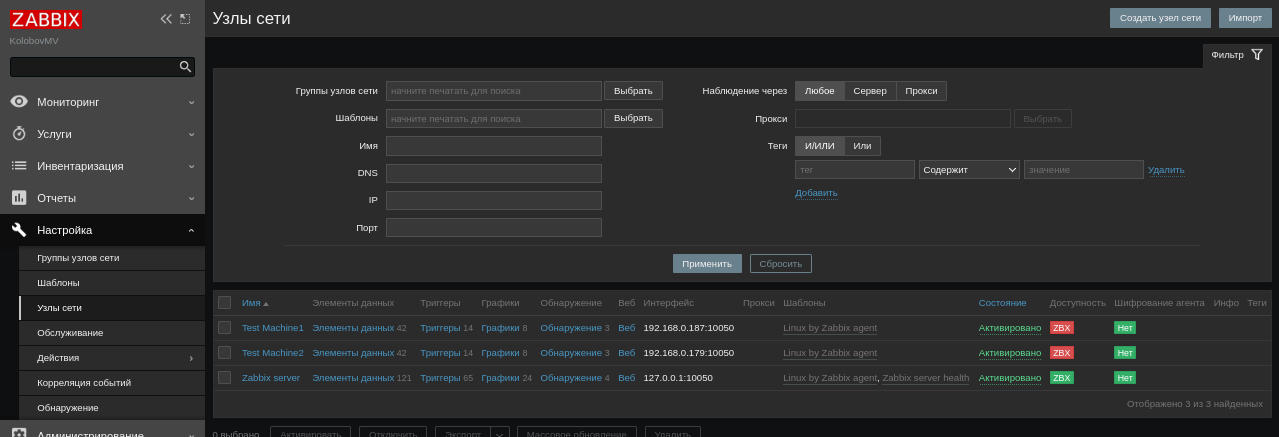 ZABBIX
KolobovMV
Мониторинг
Услуги
Инвентаризация
Отчеты
Настройка
Группы узлов сети
Шаблоны
Узлы сети
Обслуживание
Действия
Корреляция событий
Обнаружение
Администрирование
Узлы сети
Создать узел сети Импорт
Фильтр
Группы узлов сети начните печатать для поиска Выбрать Наблюдение через Любое Сервер Прокси
Шаблоны начните печатать для поиска Выбрать Прокси Выбрать
Имя Теги И/ИЛИ Или
DNS тег Содержит значение Удалить
IP Добавить
Порт
Применить Сбросить
Имя Элементы данных Триггеры Графики Обнаружение Веб Интерфейс Прокси Шаблоны Состояние Доступность Шифрование агента Инфо Теги
Test Machine1 Элементы данных 42 Триггеры 14 Графики 8 Обнаружение 3 Веб 192.168.0.187:10050 Linux by Zabbix agent Активировано ZBX Нет
Test Machine2 Элементы данных 42 Триггеры 14 Графики 8 Обнаружение 3 Веб 192.168.0.179:10050 Linux by Zabbix agent Активировано ZBX Нет
Zabbix server Элементы данных 121 Триггеры 65 Графики 24 Обнаружение 4 Веб 127.0.0.1:10050 Linux by Zabbix agent, Zabbix server health Активировано ZBX Нет
Отображено 3 из 3 найденных
0 выбрано Активировать Отключить Экспорт Массовое обновление Удалить